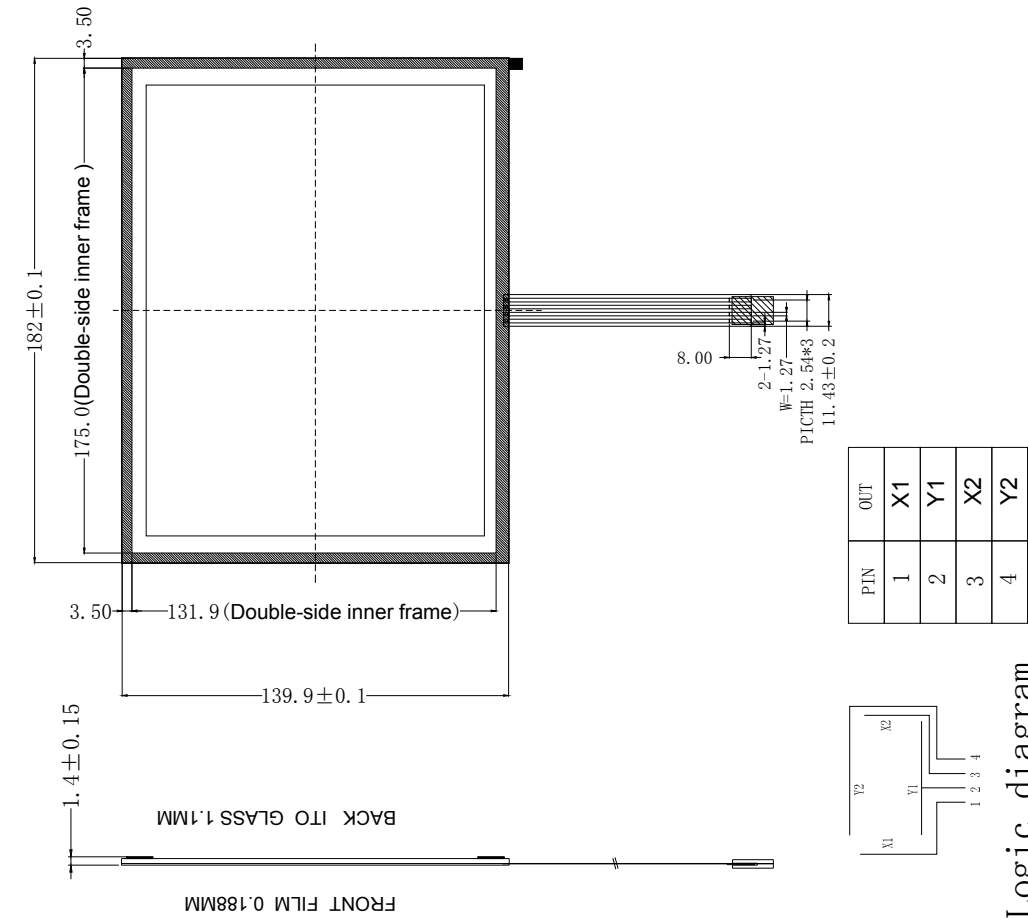 3.50
182±0.1
175.0(Double-side inner frame )
3.50
131.9(Double-side inner frame)
139.9±0.1
8.00
2-1.27
W=1.27
PICTH 2.54*3
11.43±0.2
1.4±0.15
BACK ITO GLASS 1.1MM
FRONT FILM 0.188MM
PIN OUT
1 X1
2 Y1
3 X2
4 Y2
X1
Y2
Y1
X2
1 2 3 4
Logic diagram